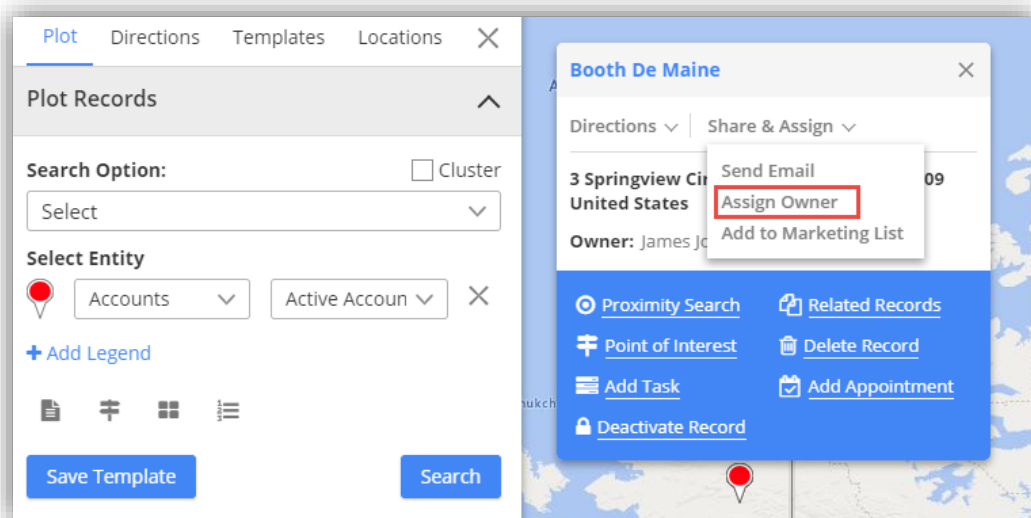 Plot Directions Templates Locations
Plot Records
Search Option: Cluster
Select
Select Entity
Accounts Active Accoun
+ Add Legend
Save Template Search
Booth De Maine
Directions Share & Assign
Send Email
Assign Owner
Add to Marketing List
3 Springview Cir 09
United States
Owner: James Jo
Proximity Search Related Records
Point of Interest Delete Record
Add Task Add Appointment
Deactivate Record